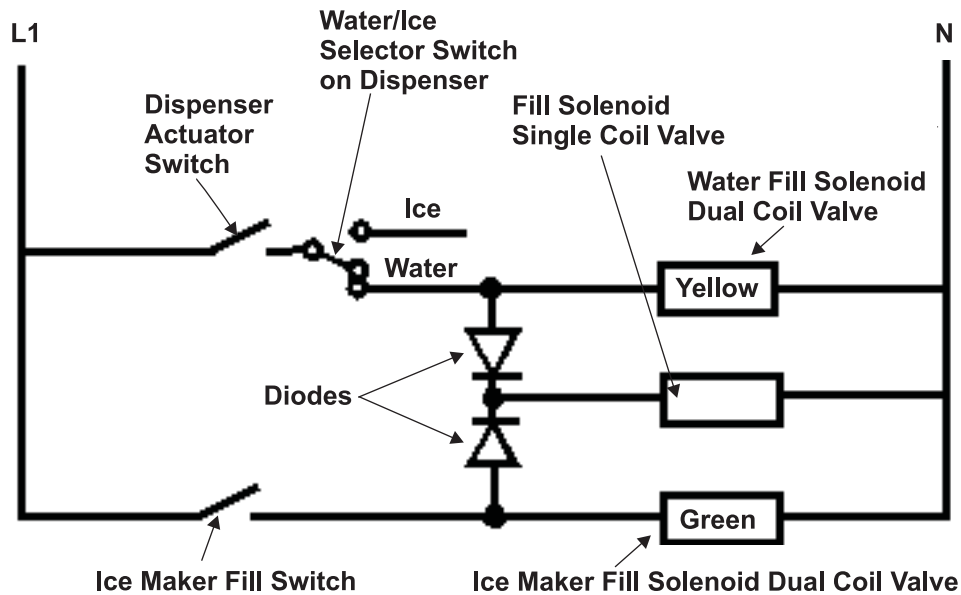 L1
Water/Ice
Selector Switch
on Dispenser
N
Dispenser
Actuator
Switch
Fill Solenoid
Single Coil Valve
Water Fill Solenoid
Dual Coil Valve
Ice
Water
Yellow
Diodes
Green
Ice Maker Fill Switch
Ice Maker Fill Solenoid Dual Coil Valve